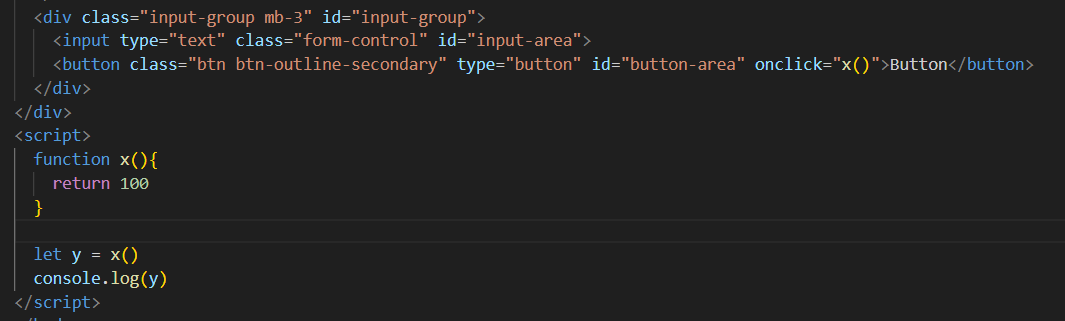 <div class="input-group mb-3" id="input-group">
<input type="text" class="form-control" id="input-area">
<button class="btn btn-outline-secondary" type="button" id="button-area" onclick="x()">Button</button>
</div>
</div>
<script>
function x(){
return 100
}
let y = x()
console.log(y)
</script>